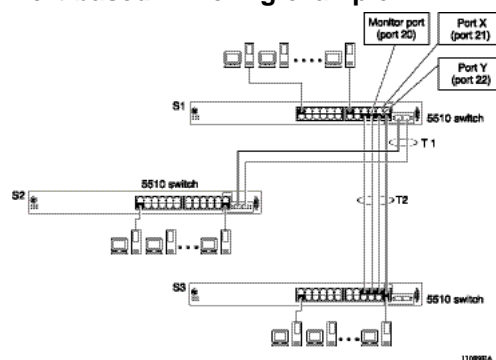 Monitor port
(port 20)
Port X
(port 21)
Port Y
(port 22)
S1
5510 switch
T1
S2
5510 switch
T2
S3
5510 switch